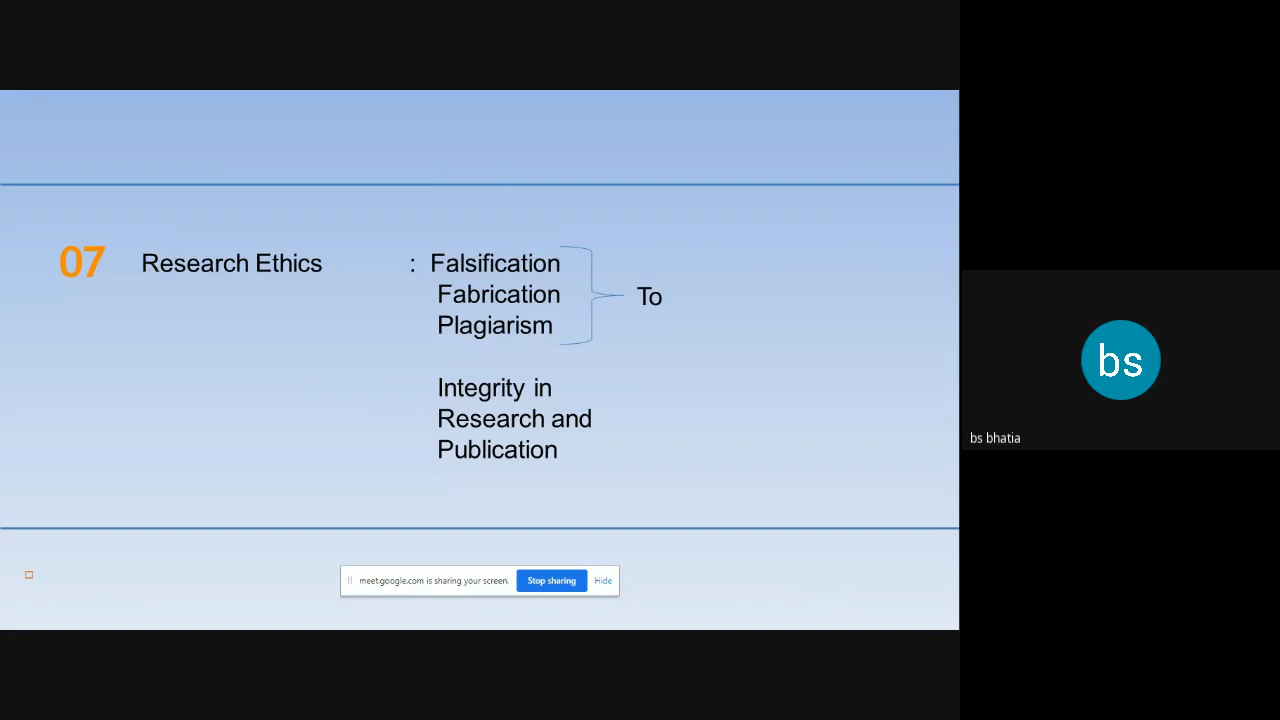 07 Research Ethics : Falsification
Fabrication
Plagiarism
To
Integrity in
Research and
Publication
meet.google.com is sharing your screen. Stop sharing Hide
bs
bs bhatia